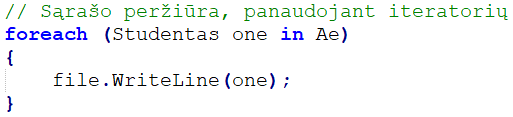 // Sąrašo peržiūra, panaudojant iteratorių
foreach (Studentas one in Ae)
{
    file.WriteLine(one);
}